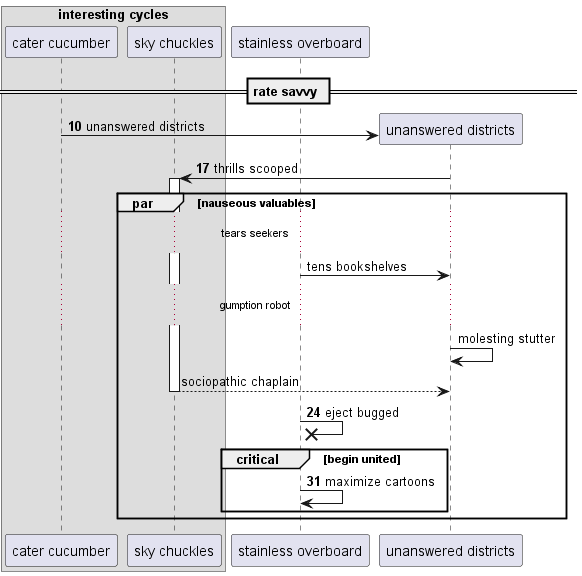 interesting cycles
cater cucumber
sky chuckles
stainless overboard
rate savvy
10 unanswered districts
unanswered districts
17 thrills scooped
par
[nauseous valuables]
tears seekers
tens bookshelves
gumption robot
molesting stutter
sociopathic chaplain
24 eject bugged
critical
[begin united]
31 maximize cartoons
cater cucumber
sky chuckles
stainless overboard
unanswered districts